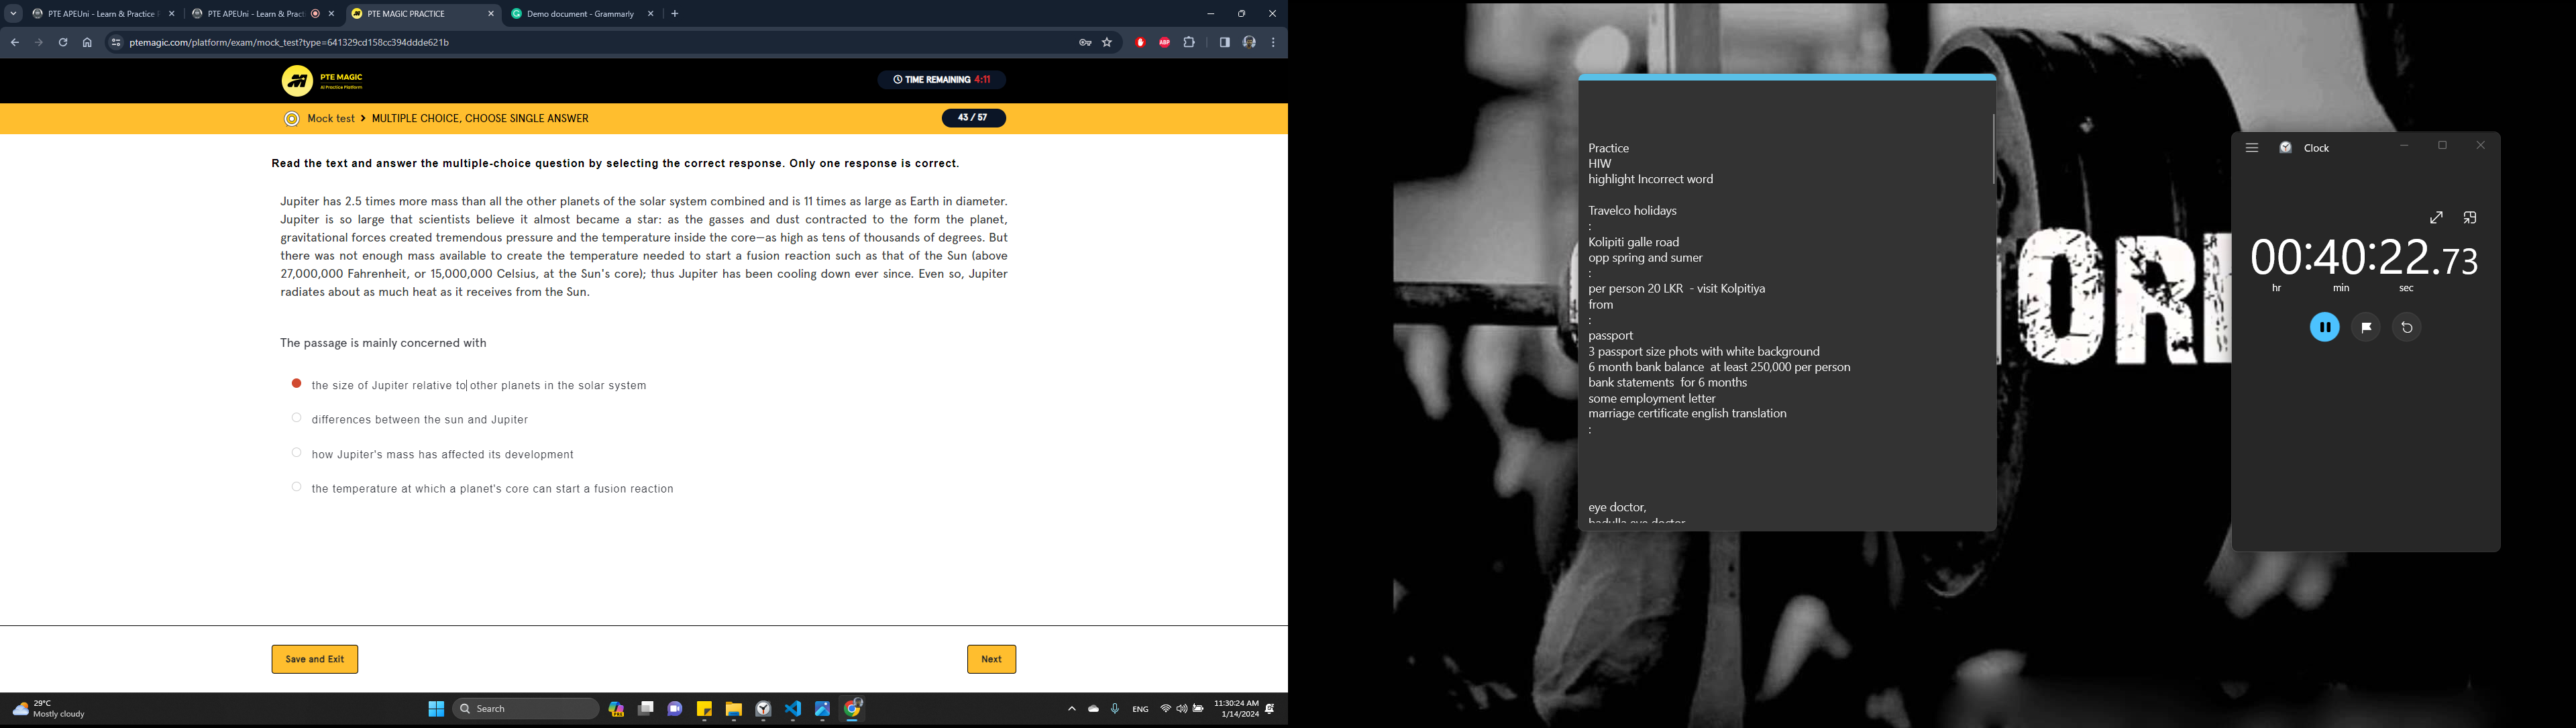 PTE APEUni - Learn & Practice
PTE APEUni - Learn & Pract
PTE MAGIC PRACTICE
Demo document - Grammarly
ptemagic.com/platform/exam/mock_test?type=641329cd158cc394ddde621b
PTE MAGIC
AI Practice Platform
TIME REMAINING 4:11
Mock test > MULTIPLE CHOICE, CHOOSE SINGLE ANSWER
43 / 57
Read the text and answer the multiple-choice question by selecting the correct response. Only one response is correct.
Jupiter has 2.5 times more mass than all the other planets of the solar system combined and is 11 times as large as Earth in diameter.
Jupiter is so large that scientists believe it almost became a star: as the gasses and dust contracted to the form the planet,
gravitational forces created tremendous pressure and the temperature inside the core—as high as tens of thousands of degrees. But
there was not enough mass available to create the temperature needed to start a fusion reaction such as that of the Sun (above
27,000,000 Fahrenheit, or 15,000,000 Celsius, at the Sun's core); thus Jupiter has been cooling down ever since. Even so, Jupiter
radiates about as much heat as it receives from the Sun.
The passage is mainly concerned with
the size of Jupiter relative to other planets in the solar system
differences between the sun and Jupiter
how Jupiter's mass has affected its development
the temperature at which a planet's core can start a fusion reaction
Save and Exit
Next
29°C
Mostly cloudy
Search
ENG
11:30:24 AM
1/14/2024
Practice
HIW
highlight Incorrect word
Travelco holidays
:
Kolipiti galle road
opp spring and sumer
:
per person 20 LKR - visit Kolpitiya
from
:
passport
3 passport size phots with white background
6 month bank balance at least 250,000 per person
bank statements for 6 months
some employment letter
marriage certificate english translation
:
eye doctor,
badulla eye doctor
Clock
00:40:22.73
hr min sec